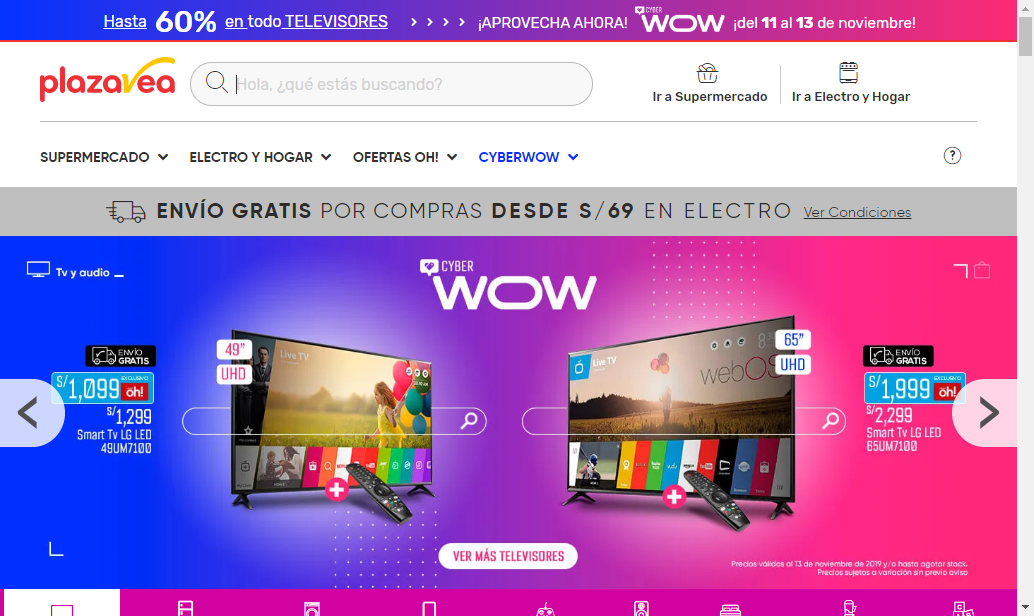 Hasta 60% en todo TELEVISORES > > > > ¡APROVECHA AHORA! CYBER WOW ¡del 11 al 13 de noviembre!
plazavea
Hola, ¿qué estás buscando?
Ir a Supermercado
Ir a Electro y Hogar
SUPERMERCADO ELECTRO Y HOGAR OFERTAS OH! CYBERWOW ?
ENVÍO GRATIS POR COMPRAS DESDE S/69 EN ELECTRO Ver Condiciones
Tv y audio
CYBER
WOW
ENVÍO
GRATIS
S/1,099 EXCLUSIVO oh!
S/1,299
Smart Tv LG LED
49UM7100
49”
UHD
Live TV
65”
UHD
Live TV
webOS
ENVÍO
GRATIS
S/1,999 EXCLUSIVO oh!
S/2,299
Smart Tv LG LED
65UM7100
VER MÁS TELEVISORES
Precios válidos al 13 de noviembre de 2019 y/o hasta agotar stock.
Precios sujetos a variación sin previo aviso